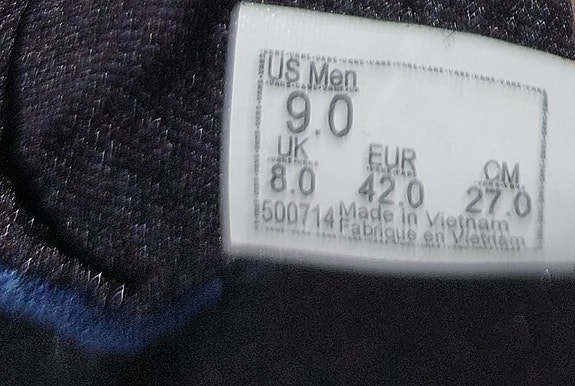 US Men
9.0
UK EUR CM
8.0 42.0 27.0
500714 Made in Vietnam
Fabrique en Vietnam